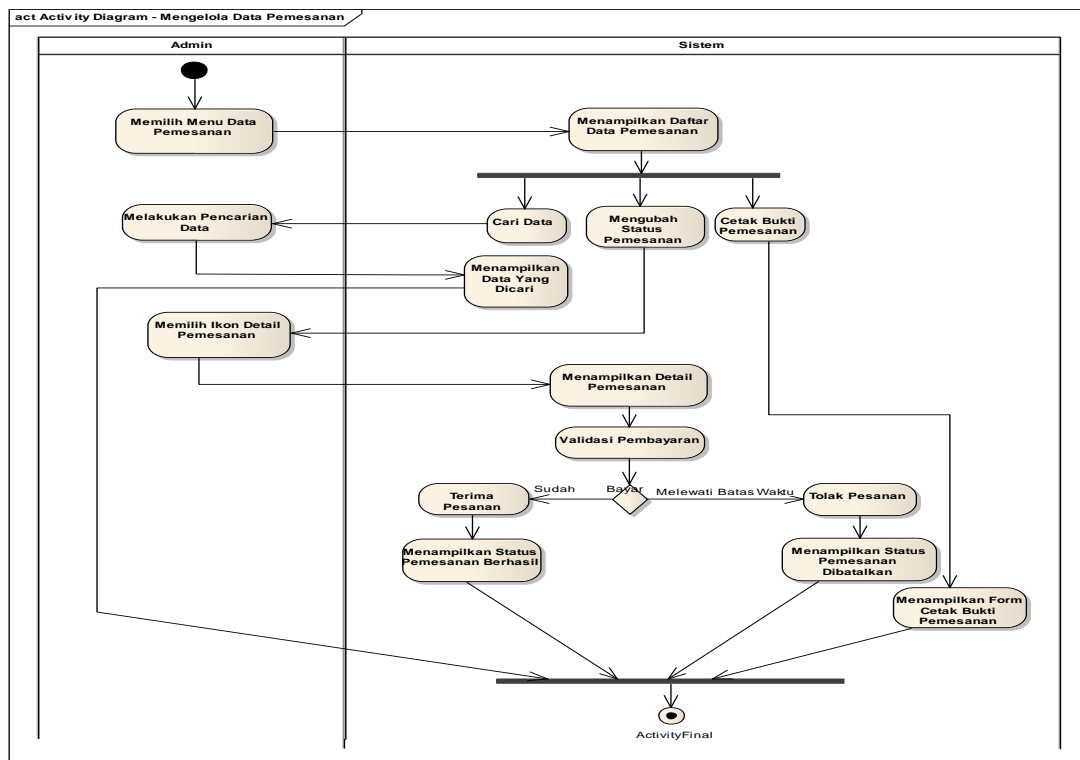 act Activity Diagram - Mengelola Data Pemesanan
Admin
Sistem
Memilih Menu Data
Pemesanan
Menampilkan Daftar
Data Pemesanan
Melakukan Pencarian
Data
Cari Data
Mengubah
Status
Pemesanan
Cetak Bukti
Pemesanan
Menampilkan
Data Yang
Dicari
Memilih Ikon Detail
Pemesanan
Menampilkan Detail
Pemesanan
Validasi Pembayaran
Sudah
Bayar
Melewati Batas Waktu
Terima
Pesanan
Tolak Pesanan
Menampilkan Status
Pemesanan Berhasil
Menampilkan Status
Pemesanan
Dibatalkan
Menampilkan Form
Cetak Bukti
Pemesanan
ActivityFinal